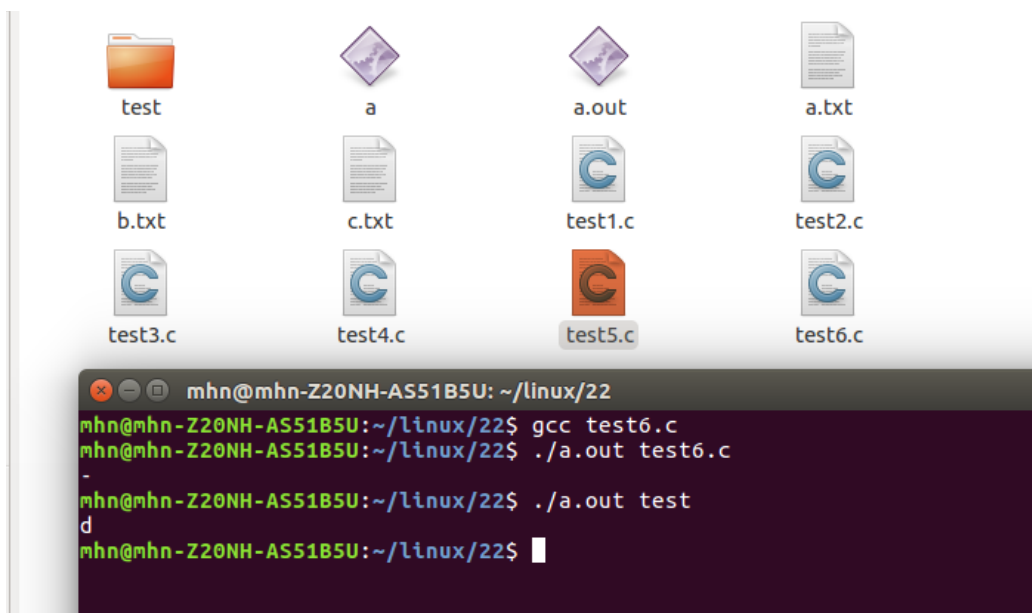 test a a.out a.txt
b.txt c.txt test1.c test2.c
test3.c test4.c test5.c test6.c
mhn@mhn-Z20NH-AS51B5U: ~/linux/22
mhn@mhn-Z20NH-AS51B5U:~/linux/22$ gcc test6.c
mhn@mhn-Z20NH-AS51B5U:~/linux/22$ ./a.out test6.c
-
mhn@mhn-Z20NH-AS51B5U:~/linux/22$ ./a.out test
d
mhn@mhn-Z20NH-AS51B5U:~/linux/22$